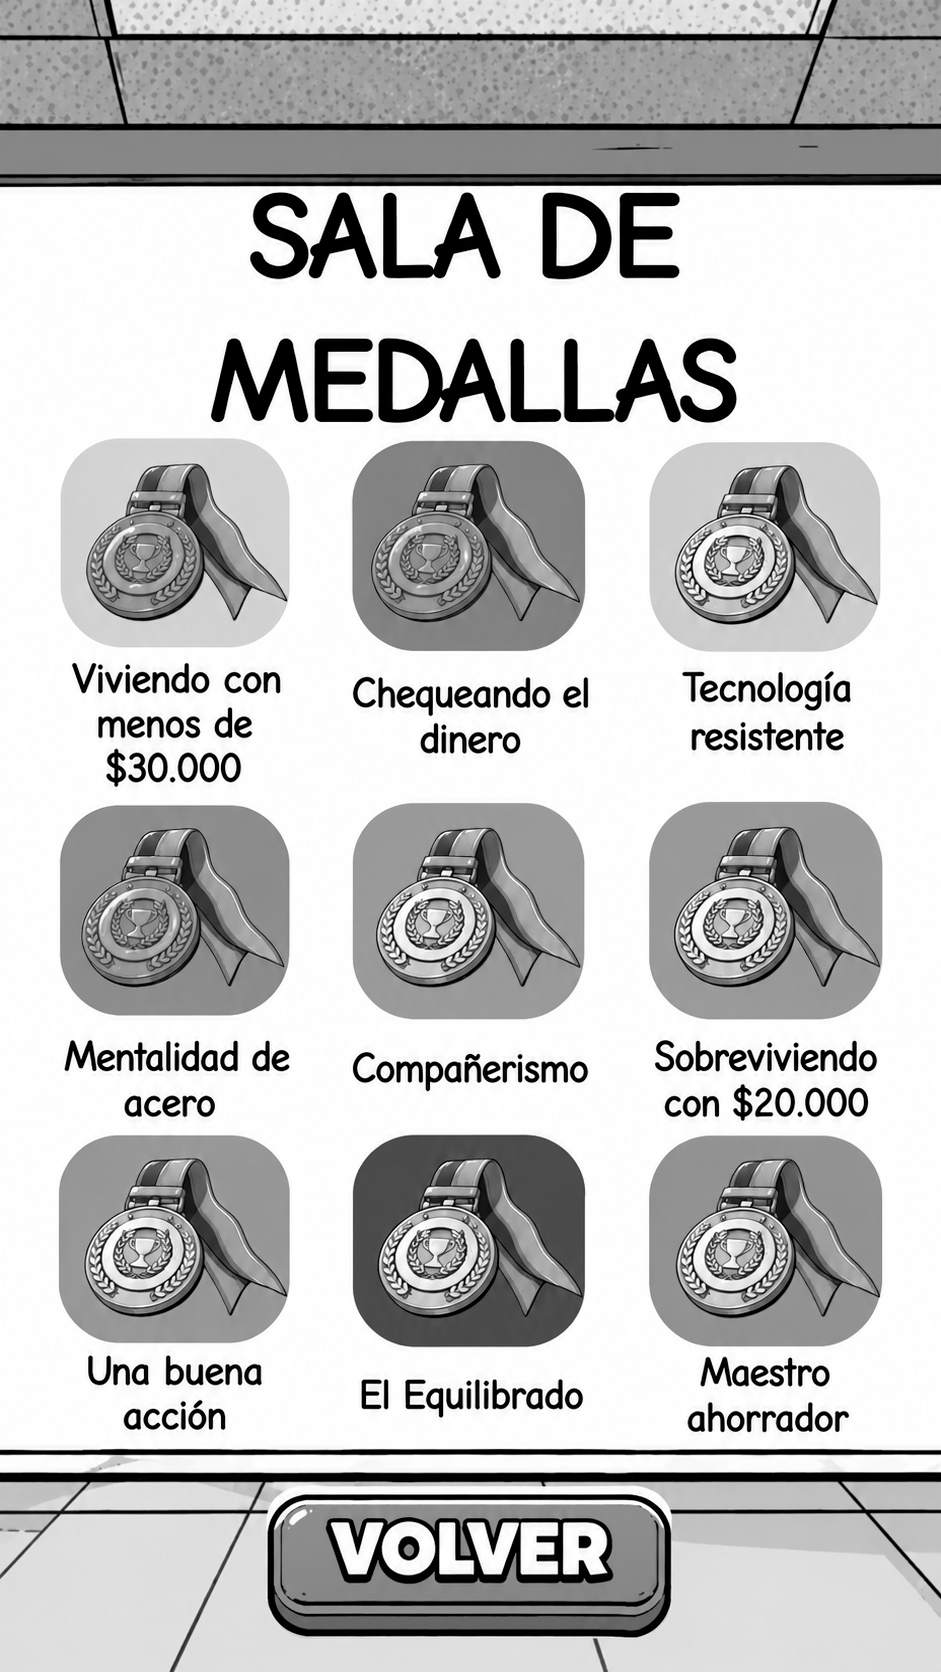 SALA DE
MEDALLAS
Viviendo con
menos de
$30.000
Chequeando el
dinero
Tecnología
resistente
Mentalidad de
acero
Compañerismo
Sobreviviendo
con $20.000
Una buena
acción
El Equilibrado
Maestro
ahorrador
VOLVER